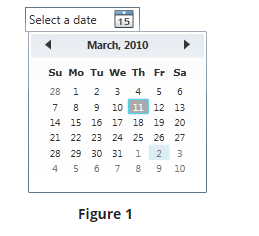 Select a date 15
March, 2010
Su Mo Tu We Th Fr Sa
28 1 2 3 4 5 6
7 8 9 10 11 12 13
14 15 16 17 18 19 20
21 22 23 24 25 26 27
28 29 30 31 1 2 3
4 5 6 7 8 9 10
Figure 1